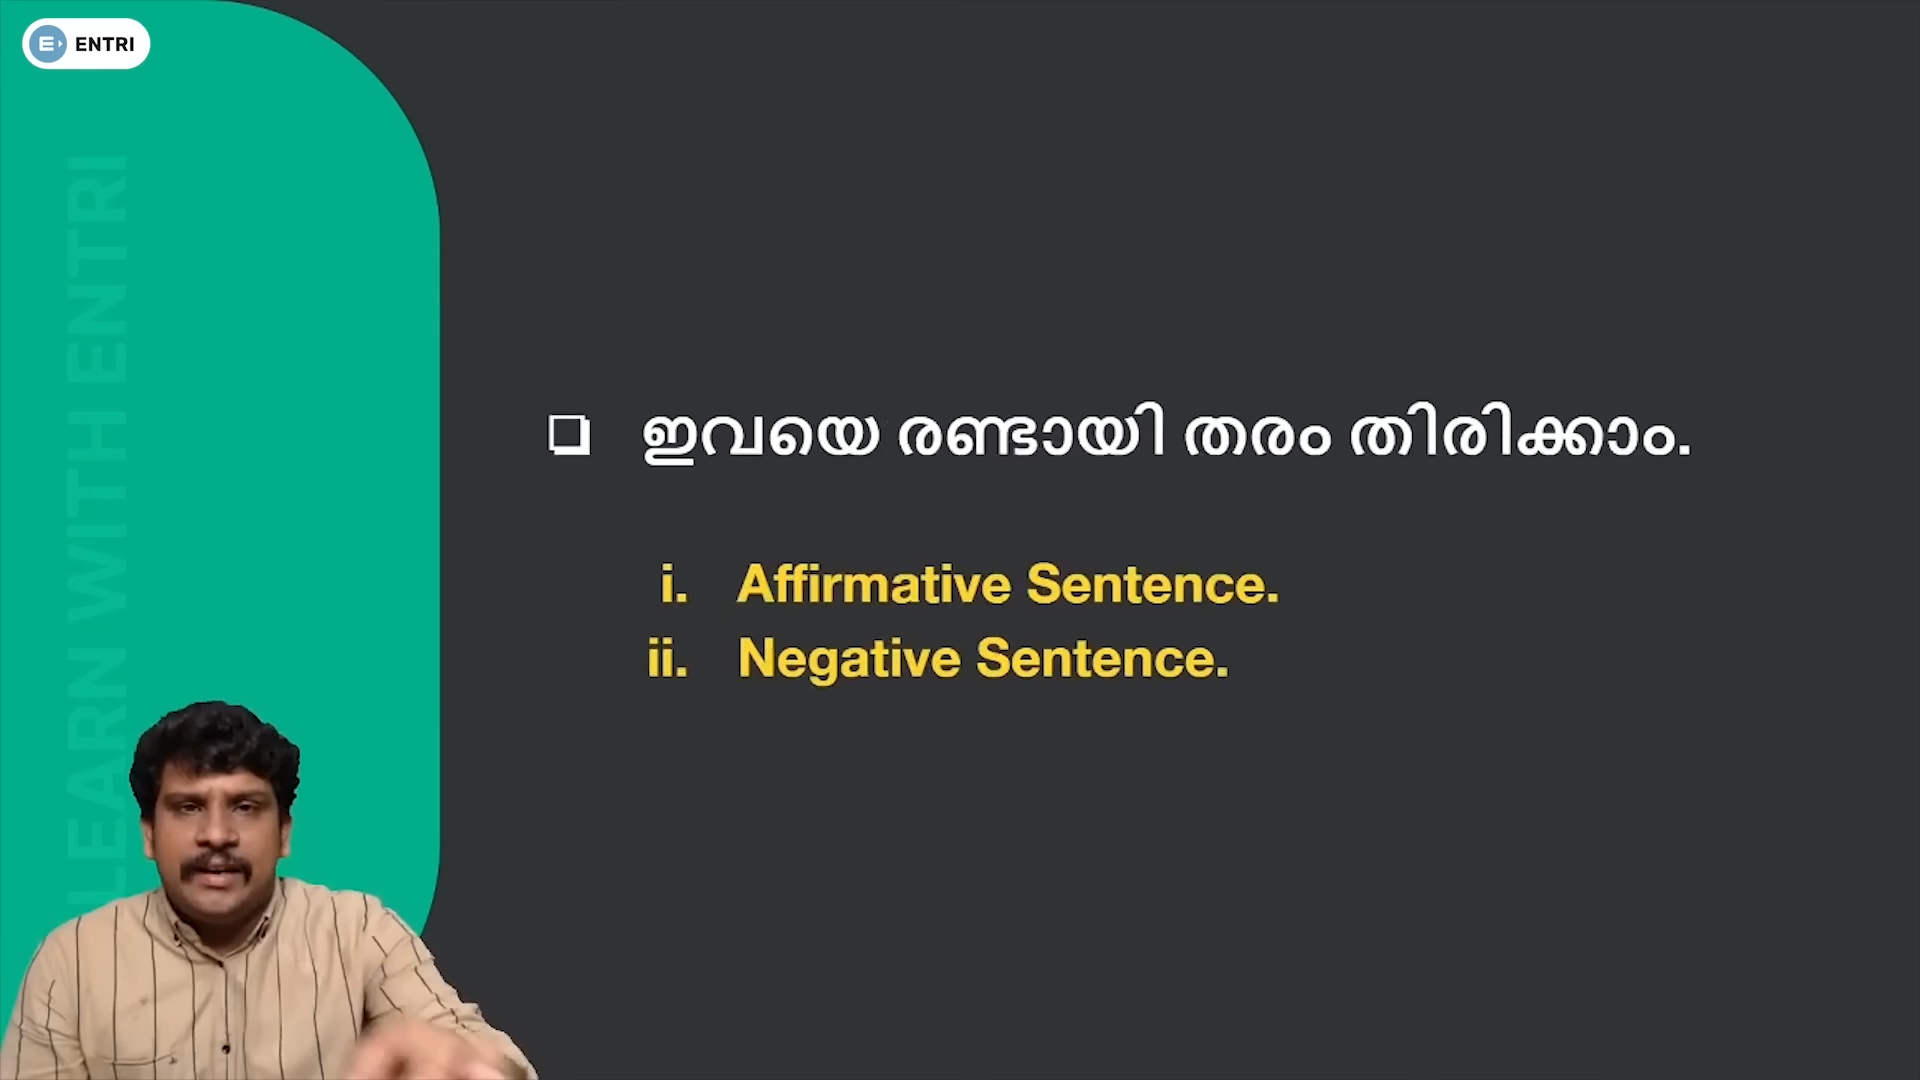 ENTRI
LEARN WITH ENTRI
❑ ഇവയെ രണ്ടായി തരം തിരിക്കാം.
i. Affirmative Sentence.
ii. Negative Sentence.